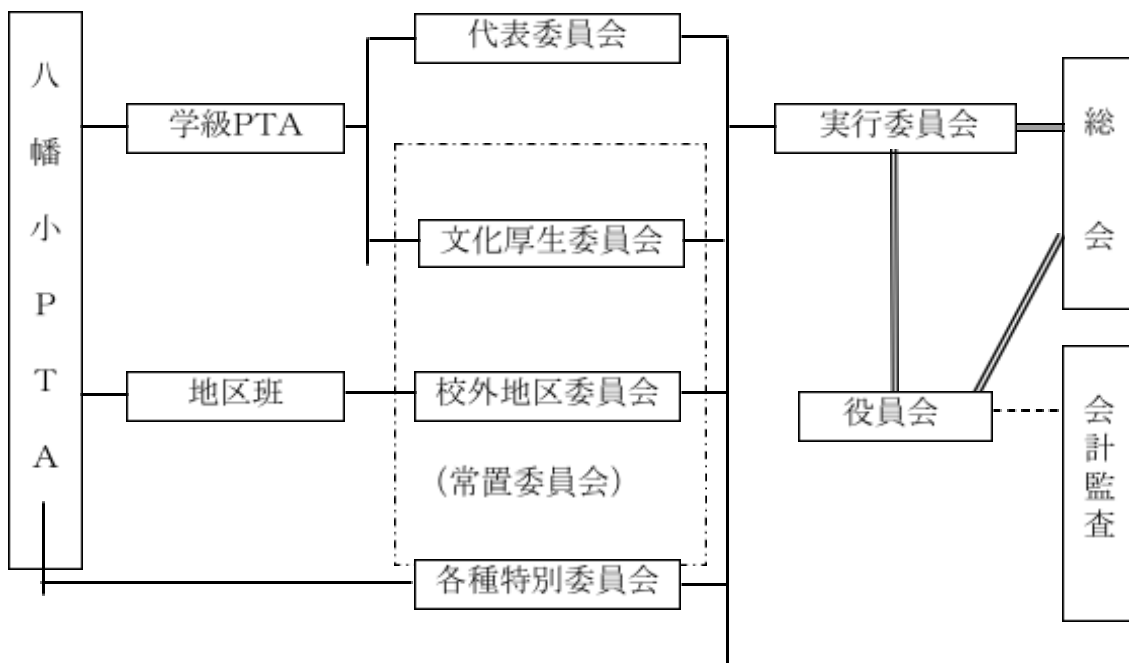 八幡小PTA
学級PTA
地区班
代表委員会
文化厚生委員会
校外地区委員会
(常置委員会)
各種特別委員会
実行委員会
役員会
総会
会計監査